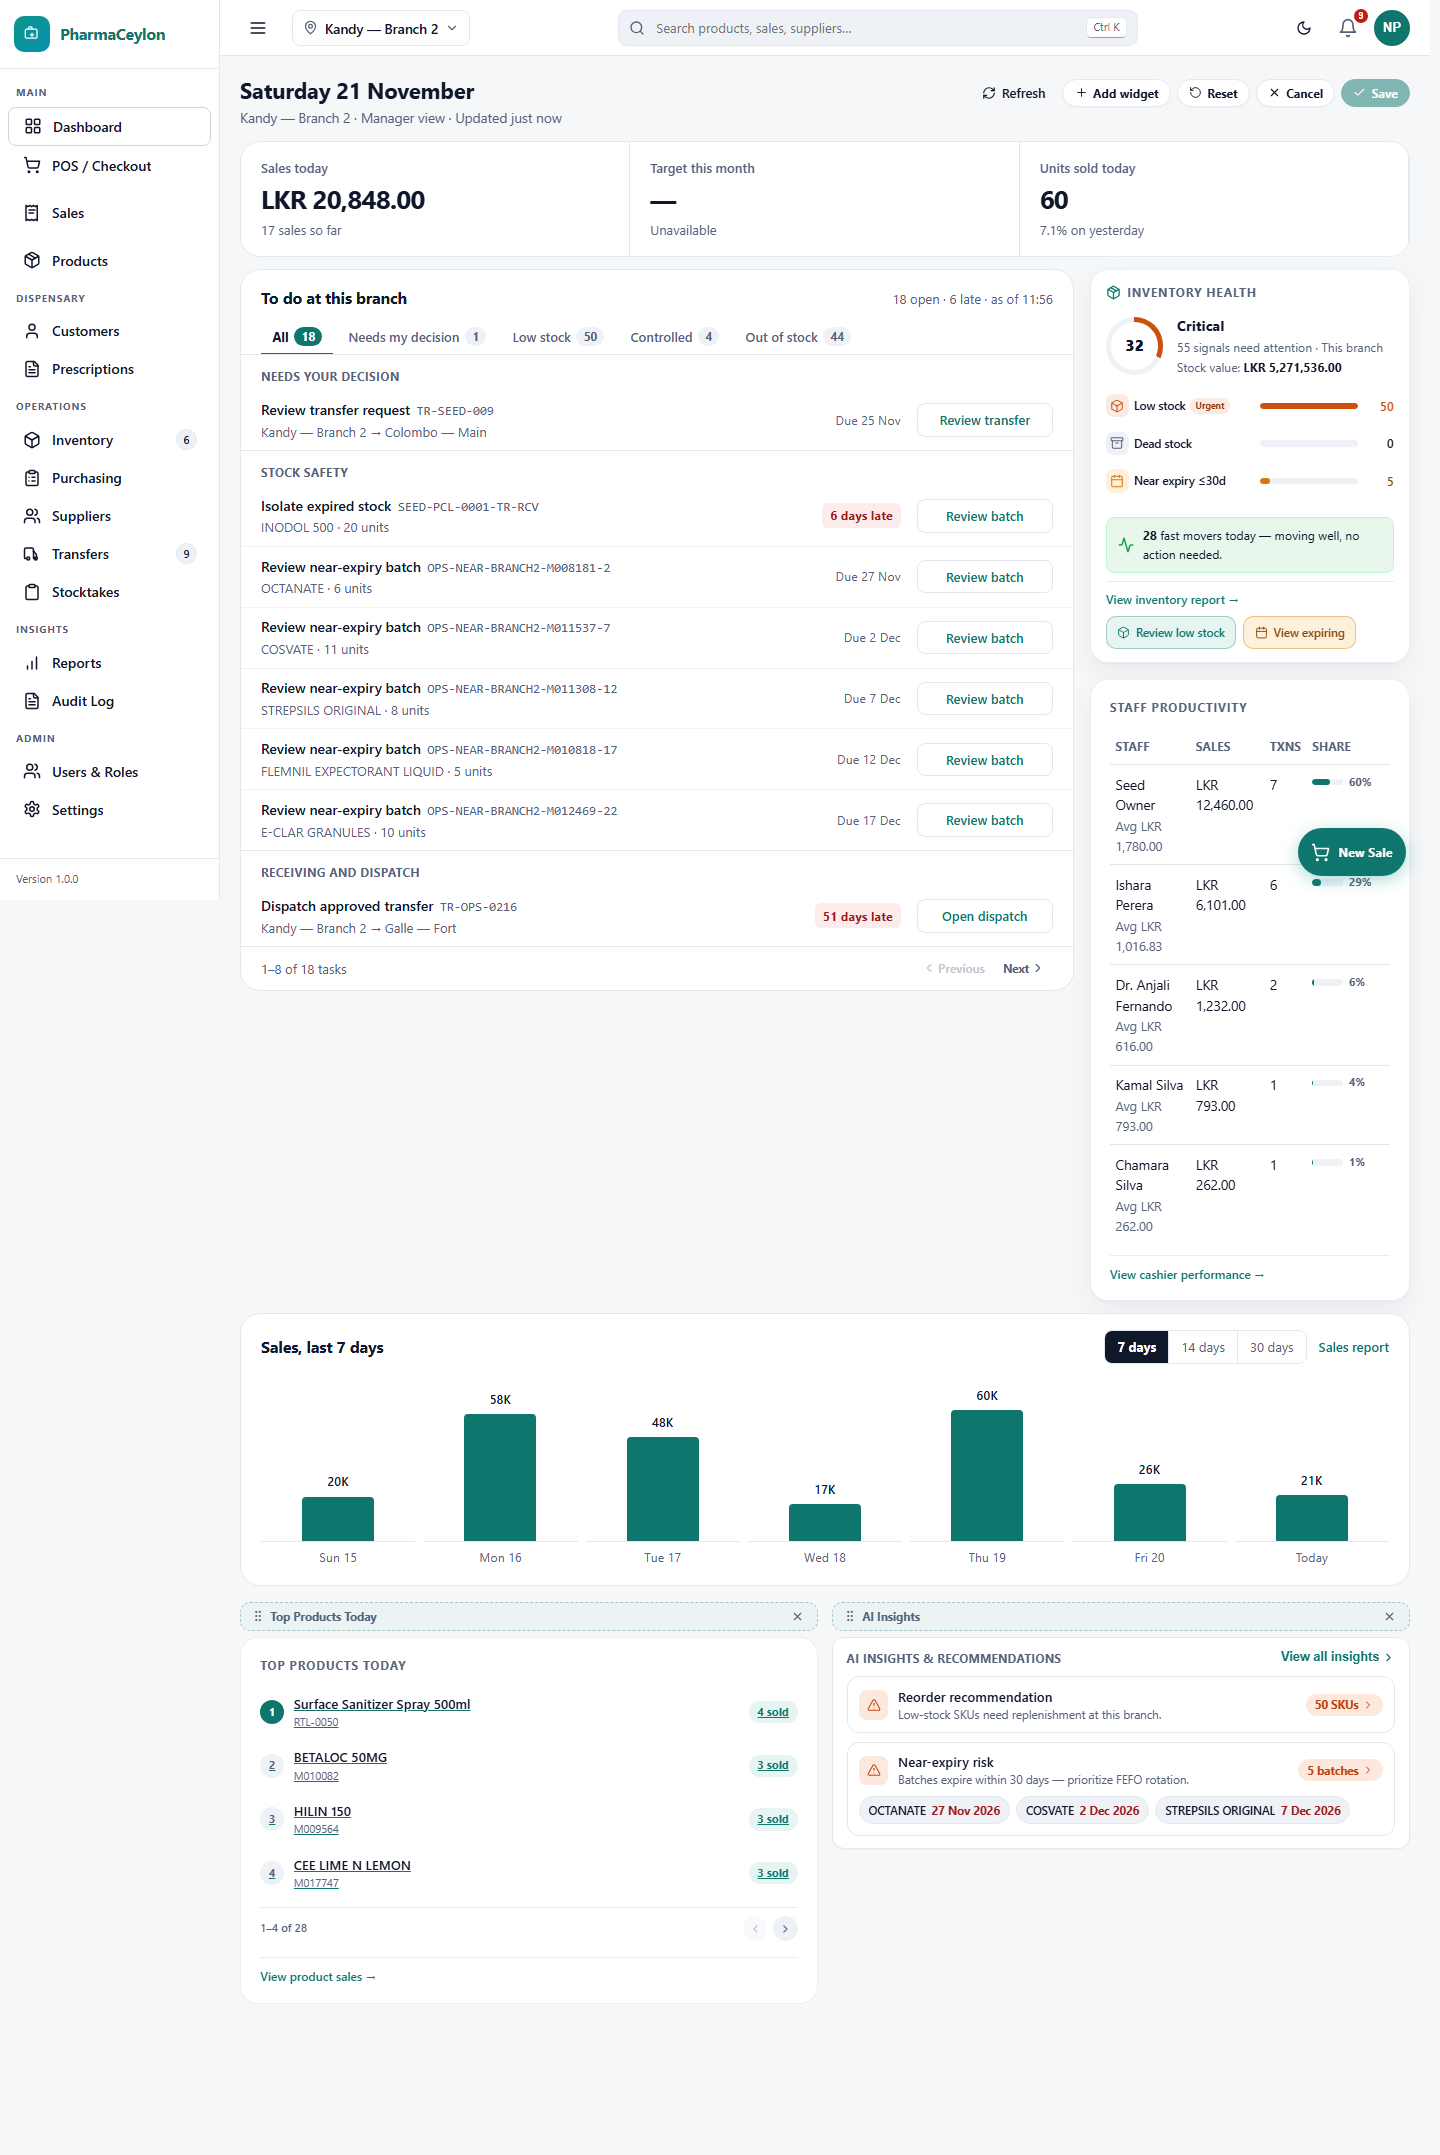 PharmaCeylon
Kandy — Branch 2
Search products, sales, suppliers...
Ctrl K
9
NP
MAIN
Dashboard
POS / Checkout
Sales
Products
DISPENSARY
Customers
Prescriptions
OPERATIONS
Inventory 6
Purchasing
Suppliers
Transfers 9
Stocktakes
INSIGHTS
Reports
Audit Log
ADMIN
Users & Roles
Settings
Version 1.0.0
Saturday 21 November
Kandy — Branch 2 · Manager view · Updated just now
Refresh
Add widget
Reset
Cancel
Save
Sales today
LKR 20,848.00
17 sales so far
Target this month
—
Unavailable
Units sold today
60
7.1% on yesterday
To do at this branch
18 open · 6 late · as of 11:56
All 18
Needs my decision 1
Low stock 50
Controlled 4
Out of stock 44
NEEDS YOUR DECISION
Review transfer request TR-SEED-009
Kandy — Branch 2 → Colombo — Main
Due 25 Nov
Review transfer
STOCK SAFETY
Isolate expired stock SEED-PCL-0001-TR-RCV
INODOL 500 · 20 units
6 days late
Review batch
Review near-expiry batch OPS-NEAR-BRANCH2-M008181-2
OCTANATE · 6 units
Due 27 Nov
Review batch
Review near-expiry batch OPS-NEAR-BRANCH2-M011537-7
COSVATE · 11 units
Due 2 Dec
Review batch
Review near-expiry batch OPS-NEAR-BRANCH2-M011308-12
STREPSILS ORIGINAL · 8 units
Due 7 Dec
Review batch
Review near-expiry batch OPS-NEAR-BRANCH2-M010818-17
FLEMNIL EXPECTORANT LIQUID · 5 units
Due 12 Dec
Review batch
Review near-expiry batch OPS-NEAR-BRANCH2-M012469-22
E-CLAR GRANULES · 10 units
Due 17 Dec
Review batch
RECEIVING AND DISPATCH
Dispatch approved transfer TR-OPS-0216
Kandy — Branch 2 → Galle — Fort
51 days late
Open dispatch
1–8 of 18 tasks
Previous
Next
INVENTORY HEALTH
32
Critical
55 signals need attention · This branch
Stock value: LKR 5,271,536.00
Low stock Urgent 50
Dead stock 0
Near expiry ≤30d 5
28 fast movers today — moving well, no
action needed.
View inventory report →
Review low stock
View expiring
STAFF PRODUCTIVITY
STAFF SALES TXNS SHARE
Seed LKR 7 60%
Owner 12,460.00
Avg LKR
1,780.00
New Sale
Ishara LKR 6 29%
Perera 6,101.00
Avg LKR
1,016.83
Dr. Anjali LKR 2 6%
Fernando 1,232.00
Avg LKR
616.00
Kamal Silva LKR 1 4%
Avg LKR 793.00
793.00
Chamara LKR 1 1%
Silva 262.00
Avg LKR
262.00
View cashier performance →
Sales, last 7 days
7 days
14 days
30 days
Sales report
20K 58K 48K 17K 60K 26K 21K
Sun 15 Mon 16 Tue 17 Wed 18 Thu 19 Fri 20 Today
Top Products Today
TOP PRODUCTS TODAY
1 Surface Sanitizer Spray 500ml 4 sold
RTL-0050
2 BETALOC 50MG 3 sold
M010082
3 HILIN 150 3 sold
M009564
4 CEE LIME N LEMON 3 sold
M017747
1–4 of 28
View product sales →
AI Insights
AI INSIGHTS & RECOMMENDATIONS
View all insights
Reorder recommendation
Low-stock SKUs need replenishment at this branch.
50 SKUs
Near-expiry risk
Batches expire within 30 days — prioritize FEFO rotation.
5 batches
OCTANATE 27 Nov 2026
COSVATE 2 Dec 2026
STREPSILS ORIGINAL 7 Dec 2026